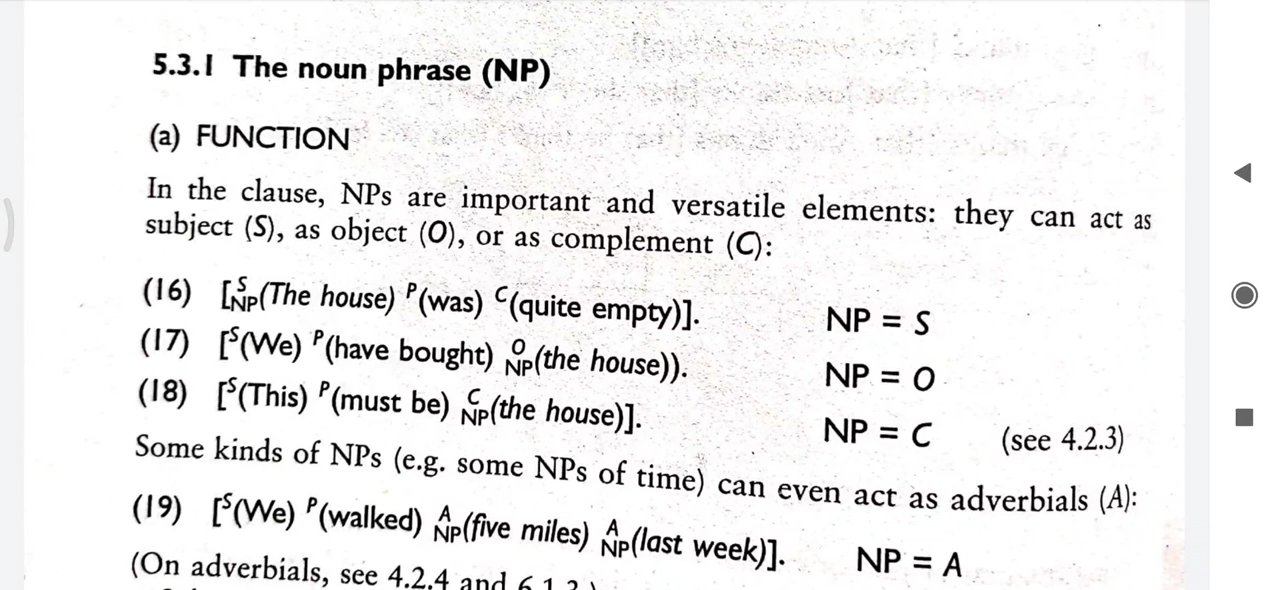 5.3.1 The noun phrase (NP)
(a) FUNCTION
In the clause, NPs are important and versatile elements: they can act as
subject (S), as object (O), or as complement (C):
(16) [S NP(The house) P(was) C(quite empty)]. NP = S
(17) [S(We) P(have bought) O NP(the house)). NP = O
(18) [S(This) P(must be) C NP(the house)]. NP = C (see 4.2.3)
Some kinds of NPs (e.g. some NPs of time) can even act as adverbials (A):
(19) [S(We) P(walked) A NP(five miles) A NP(last week)]. NP = A
(On adverbials, see 4.2.4 and